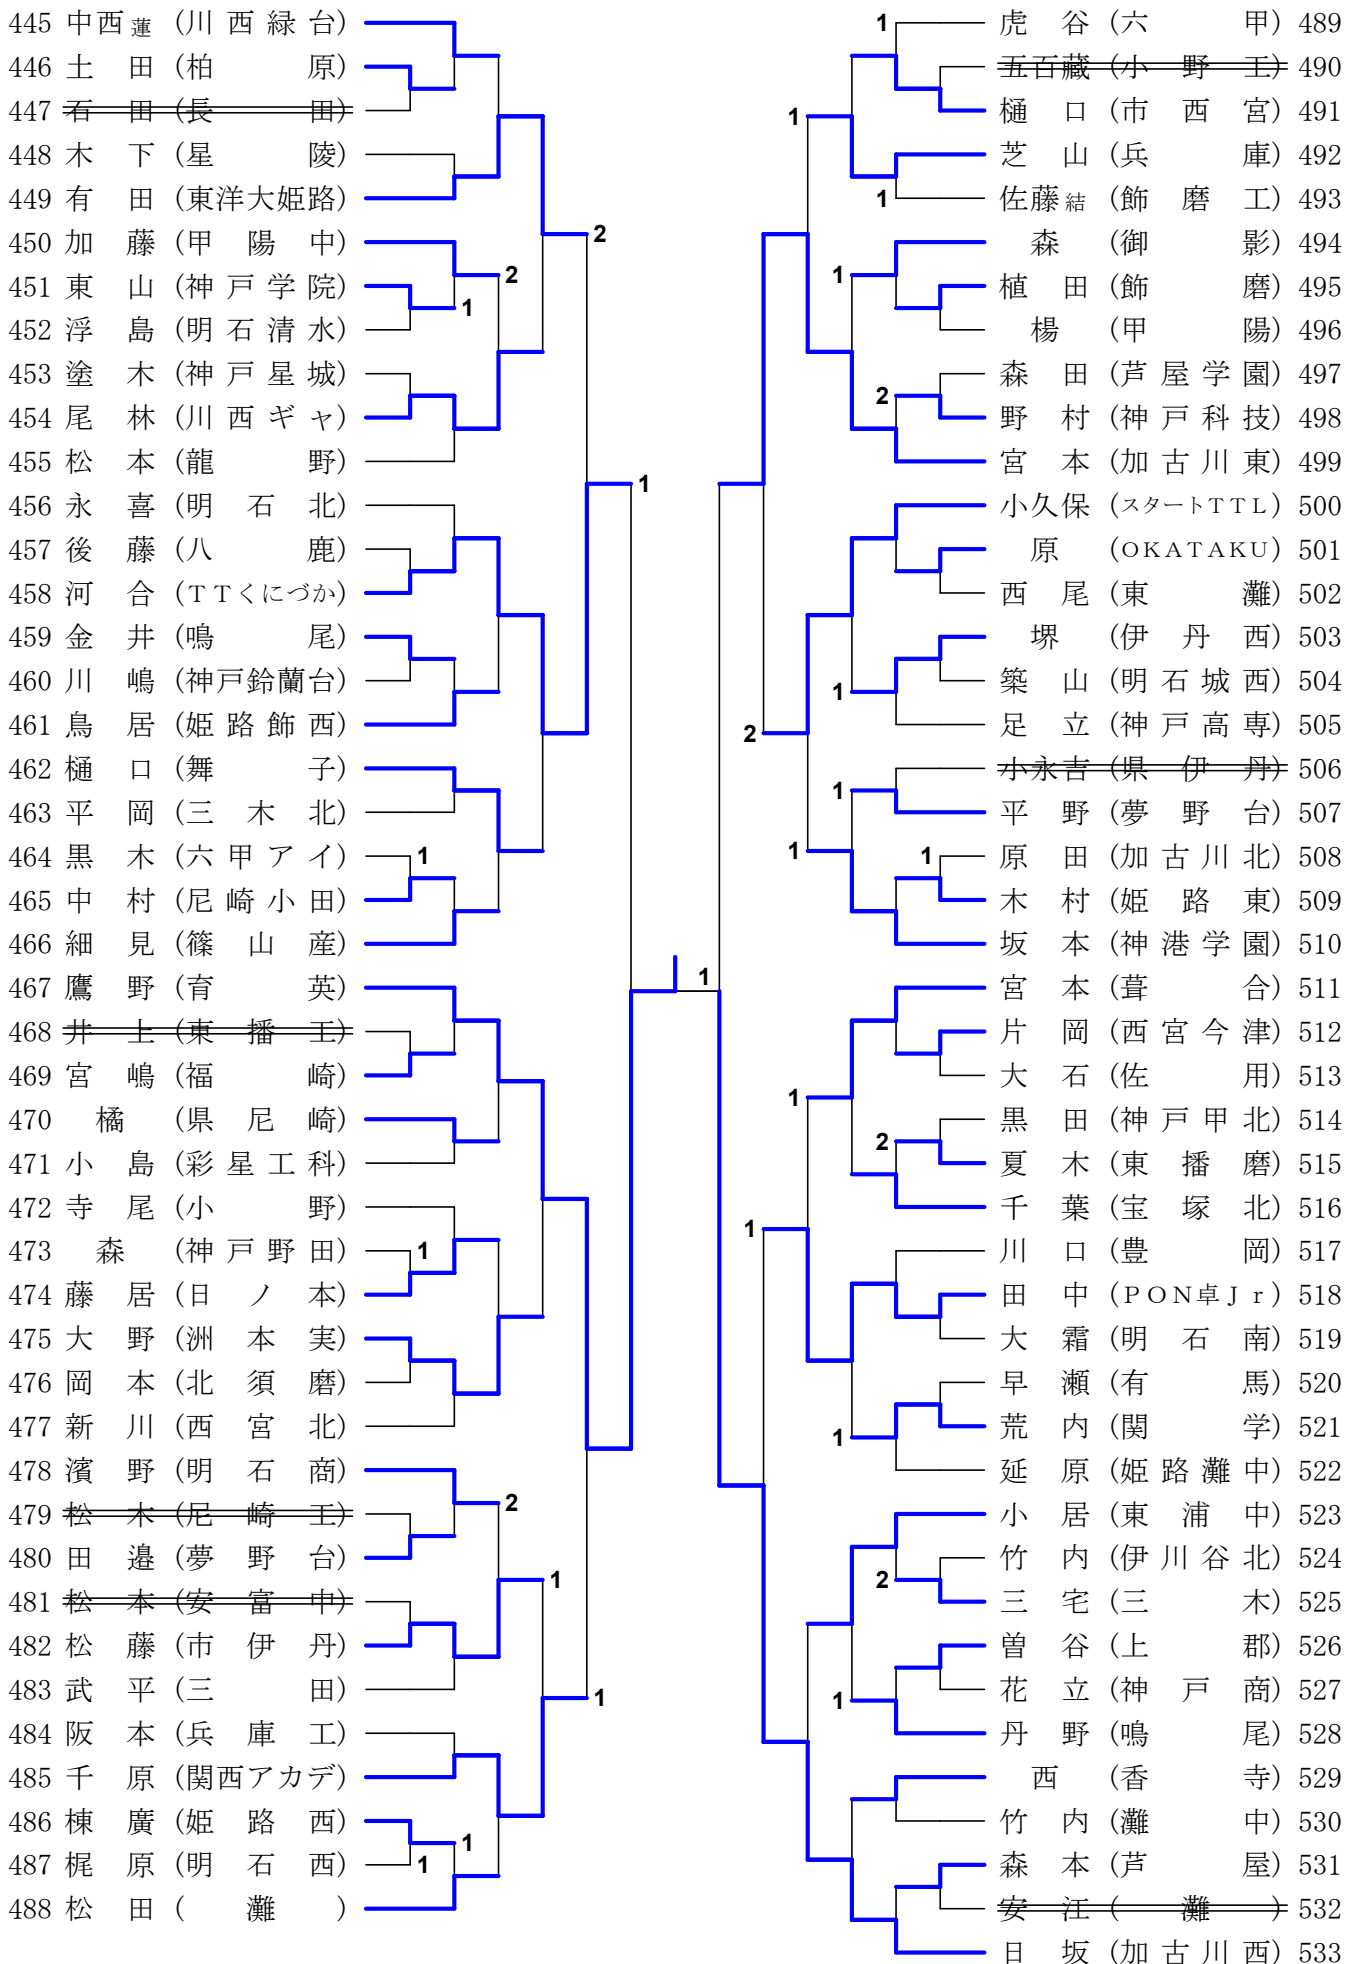 445 中西蓮 (川西緑台)
446 土田 (柏原)
447 石田 (長田)
448 木下 (星陵)
449 有田 (東洋大姫路)
450 加藤 (甲陽中)
451 東山 (神戸学院)
452 浮島 (明石清水)
453 塗木 (神戸星城)
454 尾林 (川西ギャ)
455 松本 (龍野)
456 永喜 (明石北)
457 後藤 (八鹿)
458 河合 (TTくにづか)
459 金井 (鳴尾)
460 川嶋 (神戸鈴蘭台)
461 鳥居 (姫路飾西)
462 樋口 (舞子)
463 平岡 (三木北)
464 黒木 (六甲アイ)
465 中村 (尼崎小田)
466 細見 (篠山産)
467 鷹野 (育英)
468 井上 (東播工)
469 宮嶋 (福崎)
470 橘 (県尼崎)
471 小島 (彩星工科)
472 寺尾 (小野)
473 森 (神戸野田)
474 藤居 (日ノ本)
475 大野 (洲本実)
476 岡本 (北須磨)
477 新川 (西宮北)
478 濱野 (明石商)
479 松木 (尼崎工)
480 田邉 (夢野台)
481 松本 (安富中)
482 松藤 (市伊丹)
483 武平 (三田)
484 阪本 (兵庫工)
485 千原 (関西アカデ)
486 棟廣 (姫路西)
487 梶原 (明石西)
488 松田 (灘)
2
2
1
1
1
1
2
1
1
1
1
1
虎谷 (六甲) 489
五百蔵 (小野工) 490
樋口 (市西宮) 491
芝山 (兵庫) 492
佐藤結 (飾磨工) 493
森 (御影) 494
植田 (飾磨) 495
楊 (甲陽) 496
森田 (芦屋学園) 497
野村 (神戸科技) 498
宮本 (加古川東) 499
小久保 (スタートTTL) 500
原 (OKATAKU) 501
西尾 (東灘) 502
堺 (伊丹西) 503
築山 (明石城西) 504
足立 (神戸高専) 505
小永吉 (県伊丹) 506
平野 (夢野台) 507
原田 (加古川北) 508
木村 (姫路東) 509
坂本 (神港学園) 510
宮本 (葺合) 511
片岡 (西宮今津) 512
大石 (佐用) 513
黒田 (神戸甲北) 514
夏木 (東播磨) 515
千葉 (宝塚北) 516
川口 (豊岡) 517
田中 (PON卓Jr) 518
大霜 (明石南) 519
早瀬 (有馬) 520
荒内 (関学) 521
延原 (姫路灘中) 522
小居 (東浦中) 523
竹内 (伊川谷北) 524
三宅 (三木) 525
曽谷 (上郡) 526
花立 (神戸商) 527
丹野 (鳴尾) 528
西 (香寺) 529
竹内 (灘中) 530
森本 (芦屋) 531
安江 (灘) 532
日坂 (加古川西) 533
1
1
1
1
2
1
2
1
1
1
1
1
2
1
1
2
1